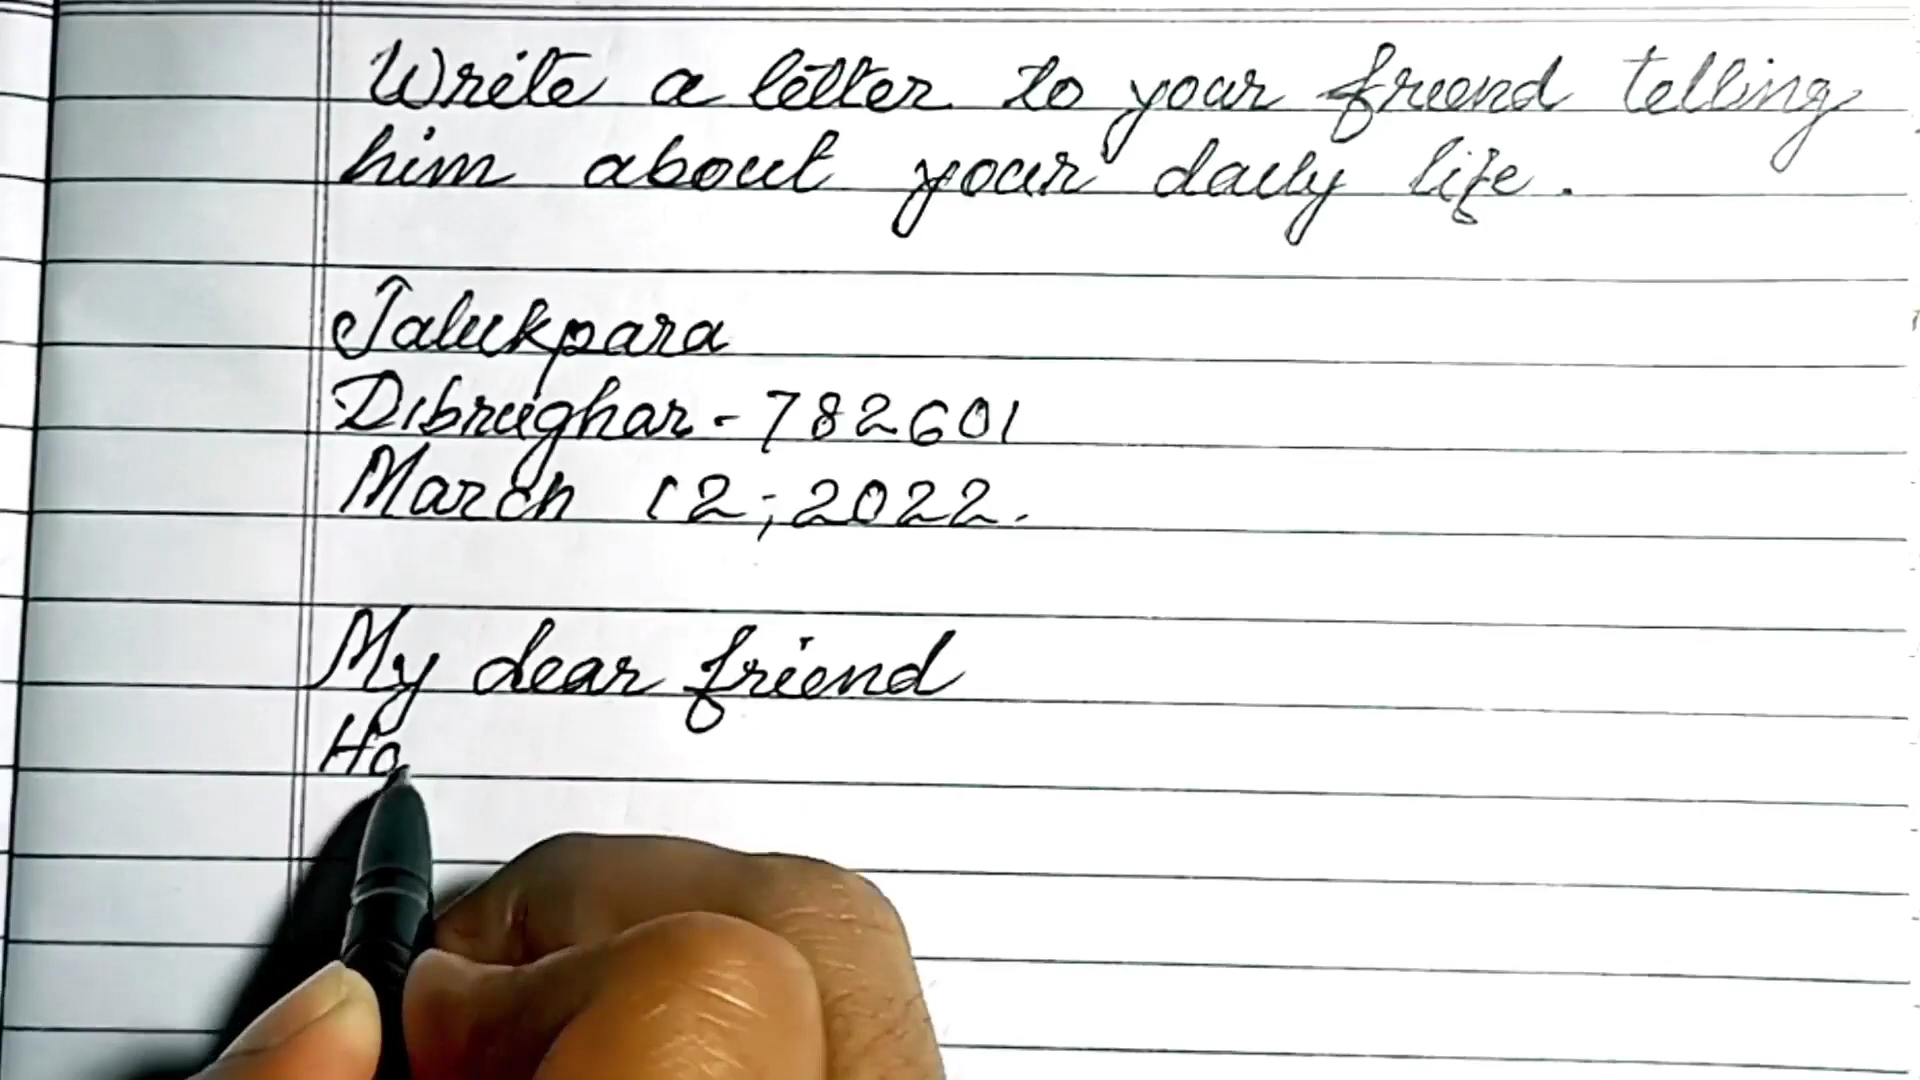 Write a letter to your friend telling
him about your daily life.
Talukpara
Dibrughar - 782601
March 12, 2022.
My dear friend
Ho